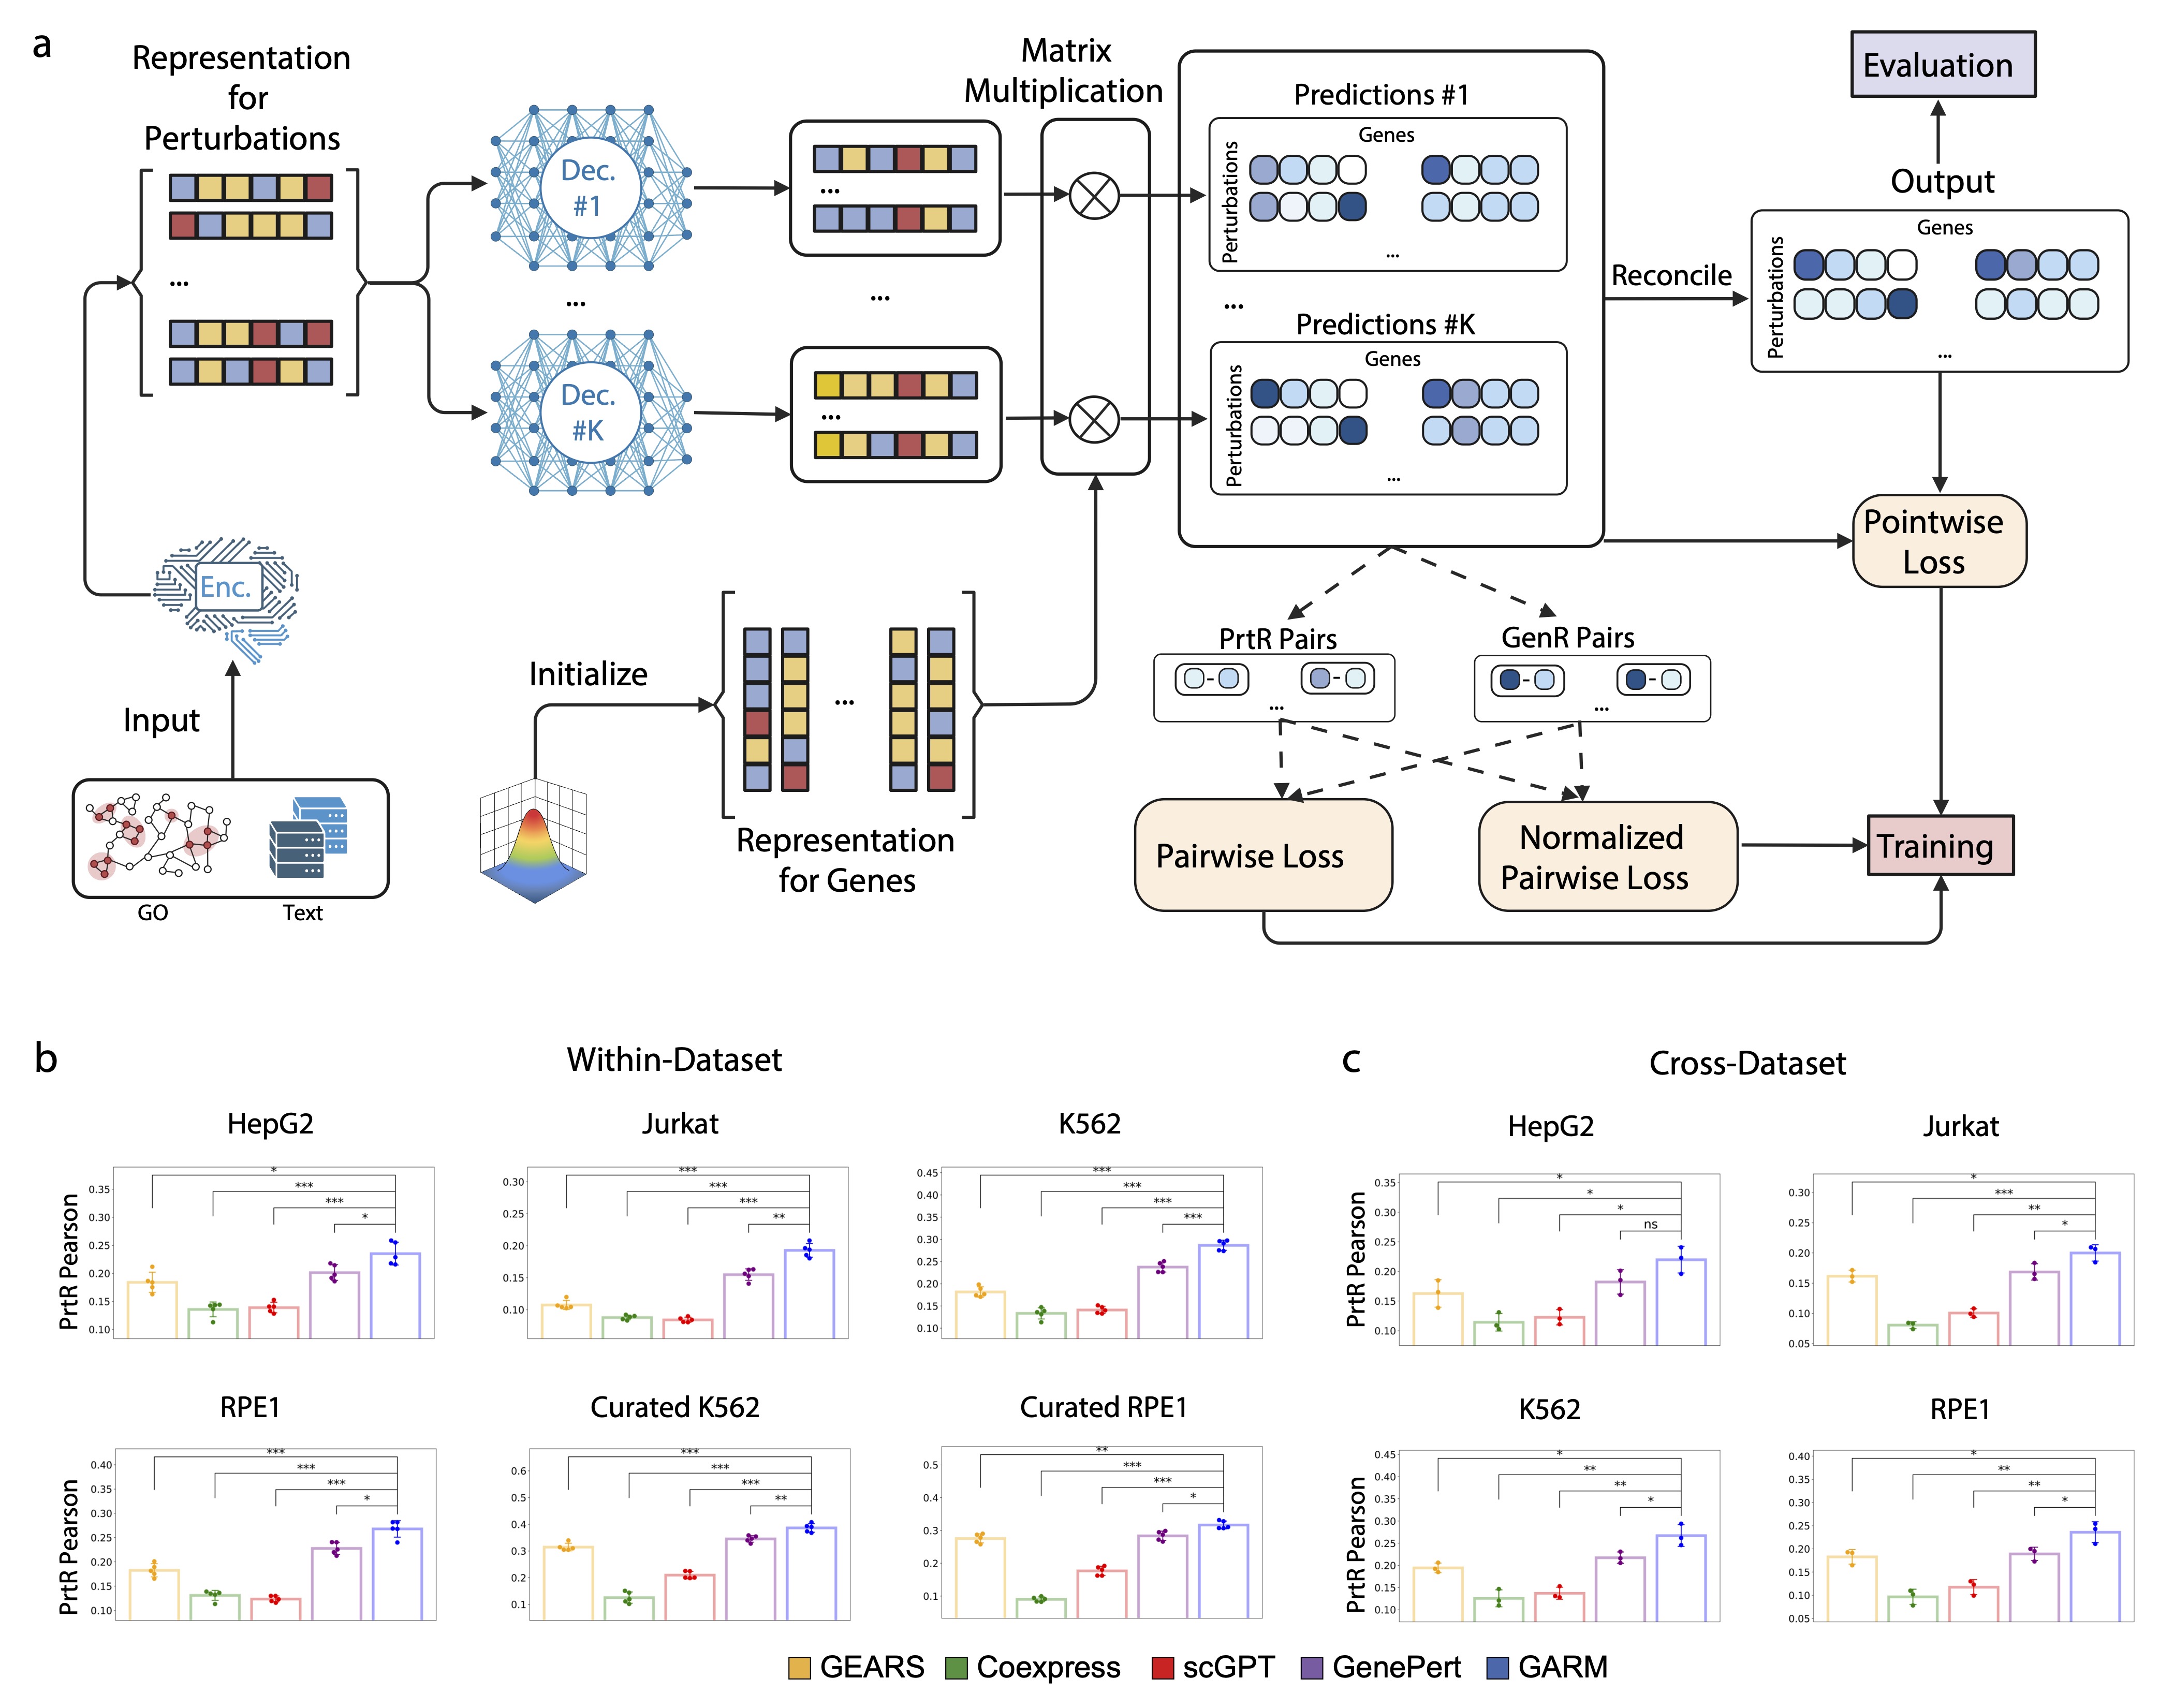 a
Representation
for
Perturbations
...
Enc.
Input
GO
Text
Dec.
#1
...
Dec.
#K
...
...
...
Initialize
...
Representation
for Genes
Matrix
Multiplication
Predictions #1
Genes
Perturbations
...
...
Predictions #K
Genes
Perturbations
...
Reconcile
Evaluation
Output
Genes
Perturbations
...
Pointwise
Loss
PrtR Pairs
- -
...
GenR Pairs
- -
...
Pairwise Loss
Normalized
Pairwise Loss
Training
b
Within-Dataset
HepG2
PrtR Pearson
0.35
0.30
0.25
0.20
0.15
0.10
*
***
***
*
Jurkat
0.30
0.25
0.20
0.15
0.10
***
***
***
**
K562
0.45
0.40
0.35
0.30
0.25
0.20
0.15
0.10
***
***
***
***
RPE1
PrtR Pearson
0.40
0.35
0.30
0.25
0.20
0.15
0.10
***
***
***
*
Curated K562
0.6
0.5
0.4
0.3
0.2
0.1
***
***
***
**
Curated RPE1
0.5
0.4
0.3
0.2
0.1
**
***
***
*
c
Cross-Dataset
HepG2
PrtR Pearson
0.35
0.30
0.25
0.20
0.15
0.10
*
*
*
ns
Jurkat
0.30
0.25
0.20
0.15
0.10
0.05
*
***
**
*
K562
PrtR Pearson
0.45
0.40
0.35
0.30
0.25
0.20
0.15
0.10
*
**
**
*
RPE1
0.40
0.35
0.30
0.25
0.20
0.15
0.10
0.05
*
**
**
*
GEARS Coexpress scGPT GenePert GARM